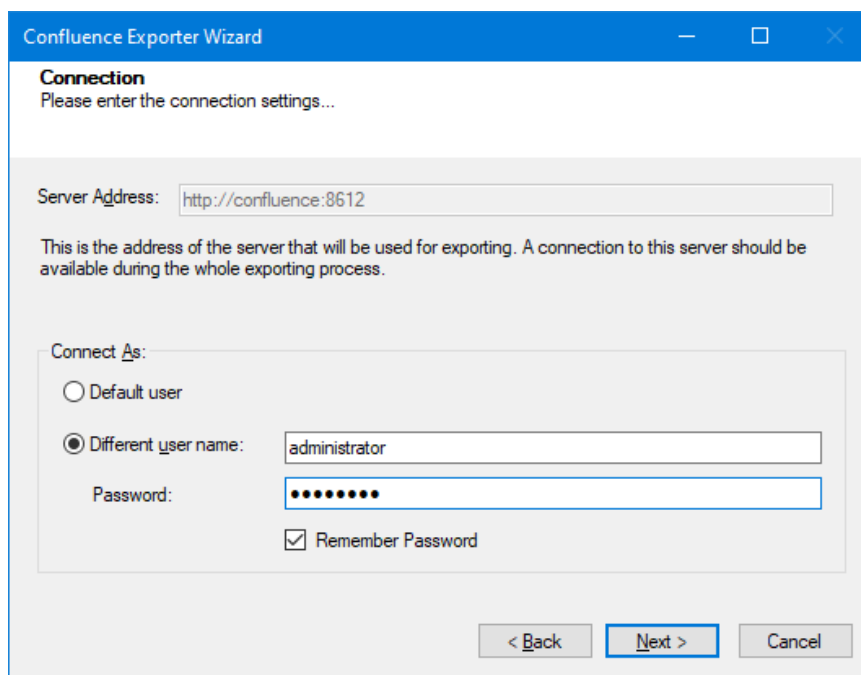 Confluence Exporter Wizard
Connection
Please enter the connection settings...
Server Address: http://confluence:8612
This is the address of the server that will be used for exporting. A connection to this server should be
available during the whole exporting process.
Connect As:
Default user
Different user name: administrator
Password: ●●●●●●●●
Remember Password
< Back Next > Cancel